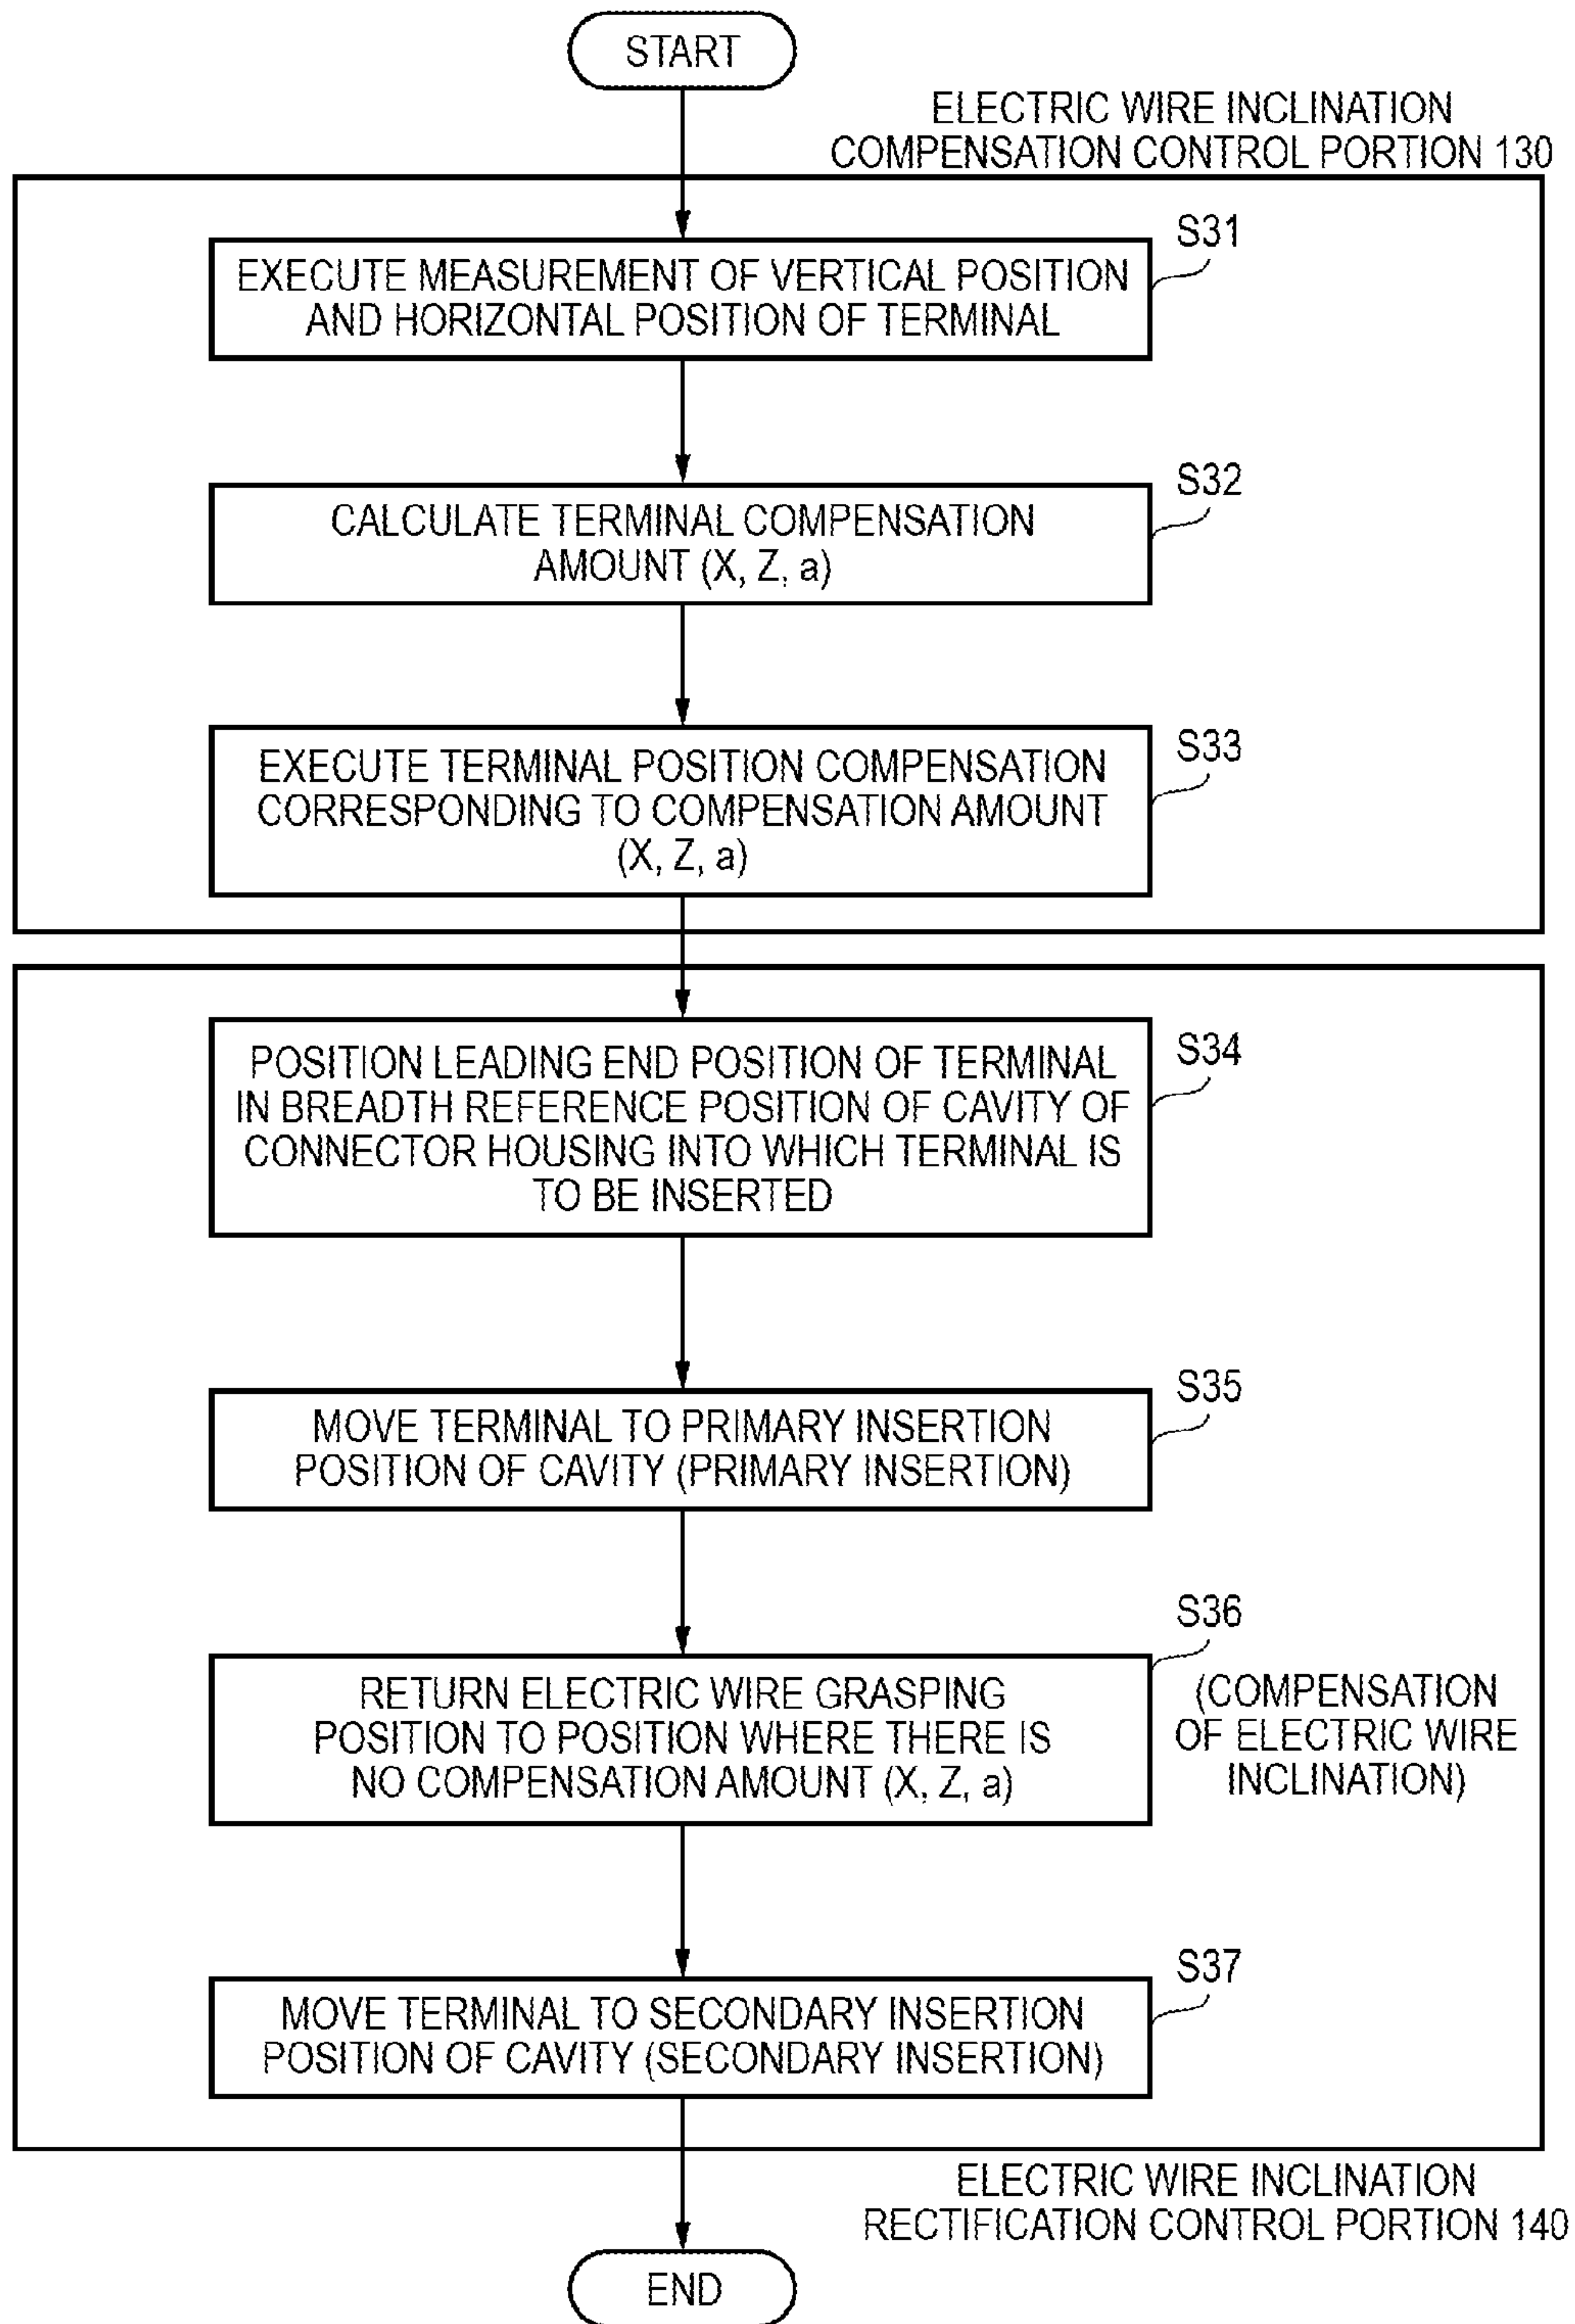 START
ELECTRIC WIRE INCLINATION
COMPENSATION CONTROL PORTION 130
S31
EXECUTE MEASUREMENT OF VERTICAL POSITION
AND HORIZONTAL POSITION OF TERMINAL
S32
CALCULATE TERMINAL COMPENSATION
AMOUNT (X, Z, a)
S33
EXECUTE TERMINAL POSITION COMPENSATION
CORRESPONDING TO COMPENSATION AMOUNT
(X, Z, a)
S34
POSITION LEADING END POSITION OF TERMINAL
IN BREADTH REFERENCE POSITION OF CAVITY OF
CONNECTOR HOUSING INTO WHICH TERMINAL IS
TO BE INSERTED
S35
MOVE TERMINAL TO PRIMARY INSERTION
POSITION OF CAVITY (PRIMARY INSERTION)
S36
RETURN ELECTRIC WIRE GRASPING
POSITION TO POSITION WHERE THERE IS
NO COMPENSATION AMOUNT (X, Z, a)
(COMPENSATION
OF ELECTRIC WIRE
INCLINATION)
S37
MOVE TERMINAL TO SECONDARY INSERTION
POSITION OF CAVITY (SECONDARY INSERTION)
ELECTRIC WIRE INCLINATION
RECTIFICATION CONTROL PORTION 140
END